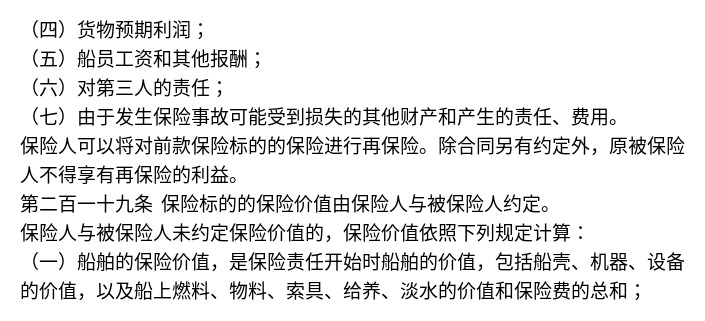 （四）货物预期利润；
（五）船员工资和其他报酬；
（六）对第三人的责任；
（七）由于发生保险事故可能受到损失的其他财产和产生的责任、费用。
保险人可以将对前款保险标的的保险进行再保险。除合同另有约定外，原被保险
人不得享有再保险的利益。
第二百一十九条 保险标的的保险价值由保险人与被保险人约定。
保险人与被保险人未约定保险价值的，保险价值依照下列规定计算：
（一）船舶的保险价值，是保险责任开始时船舶的价值，包括船壳、机器、设备
的价值，以及船上燃料、物料、索具、给养、淡水的价值和保险费的总和；